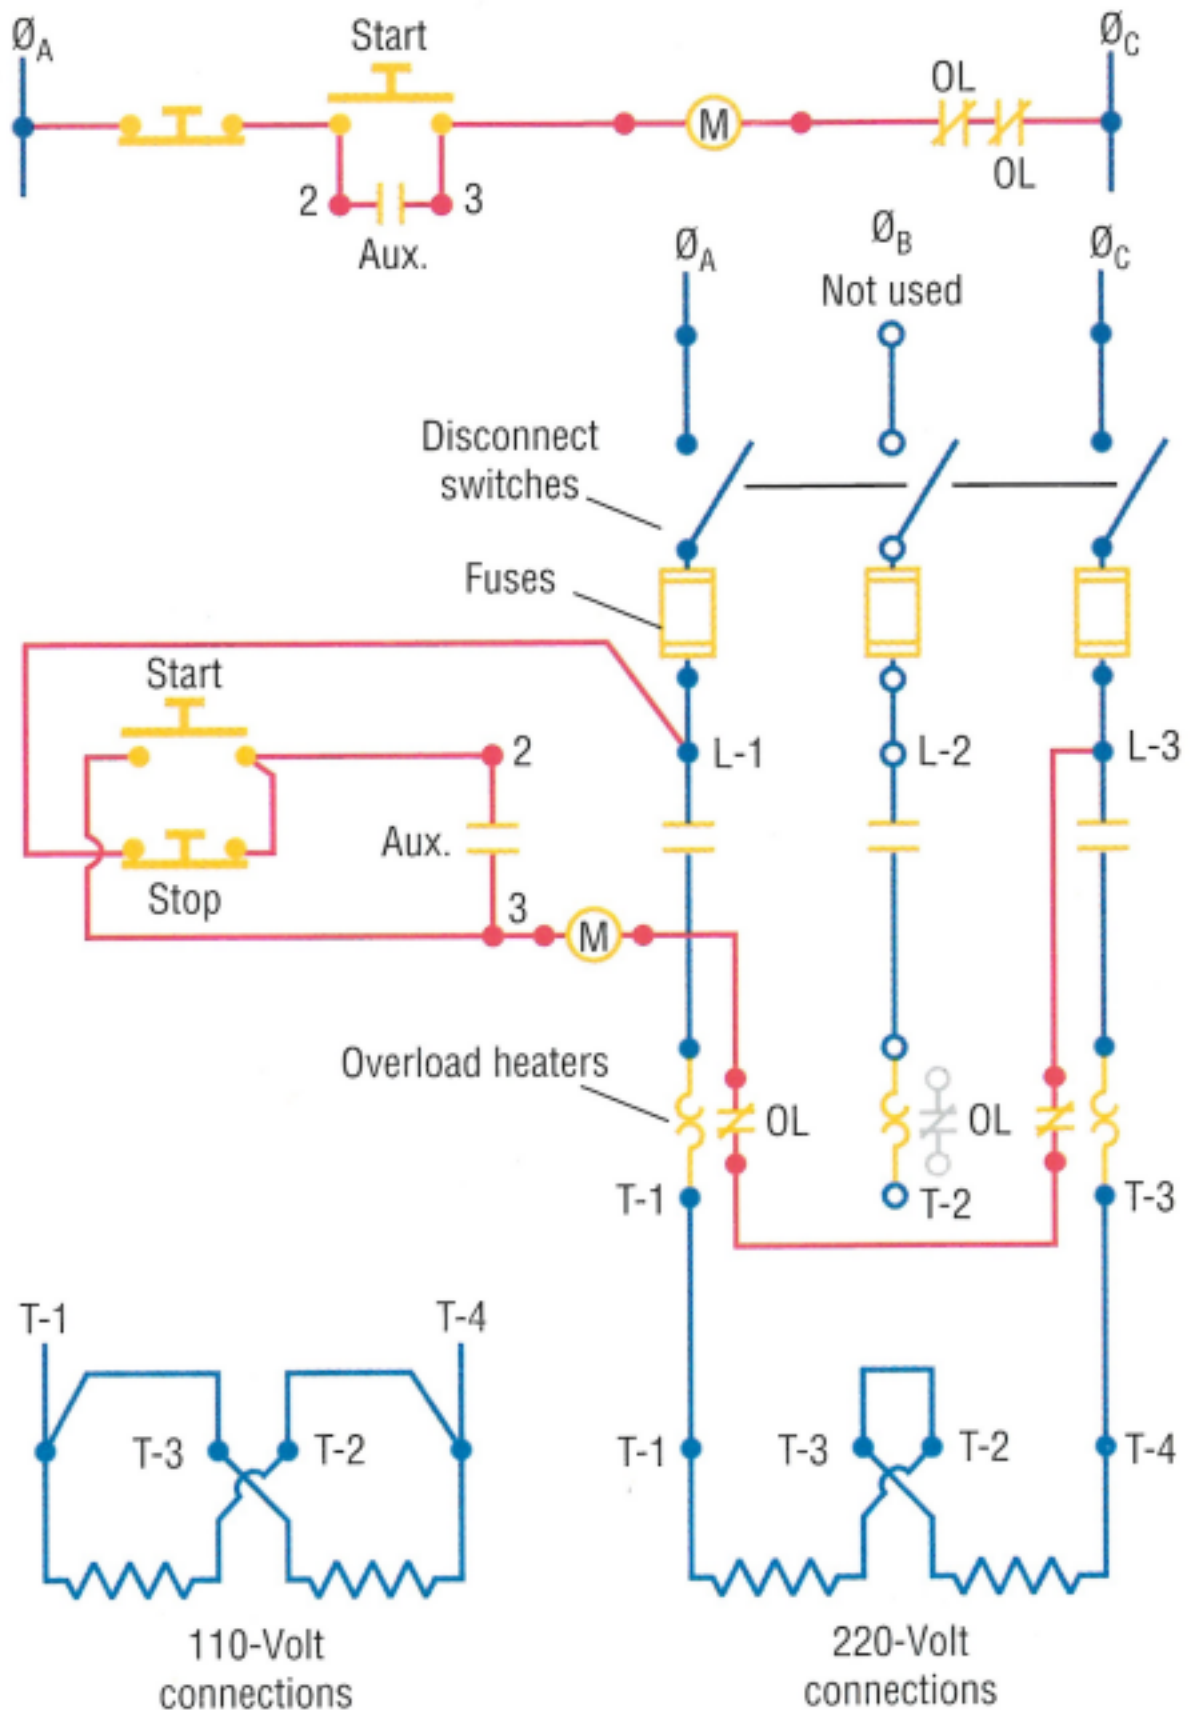 ØA
Start
ØC
OL
M
OL
2
3
Aux.
ØA
ØB
ØC
Not used
Disconnect
switches
Fuses
Start
2
L-1
L-2
L-3
Aux.
Stop
3
M
Overload heaters
OL
OL
T-1
T-2
T-3
T-1
T-4
T-3
T-2
T-1
T-3
T-2
T-4
110-Volt
connections
220-Volt
connections